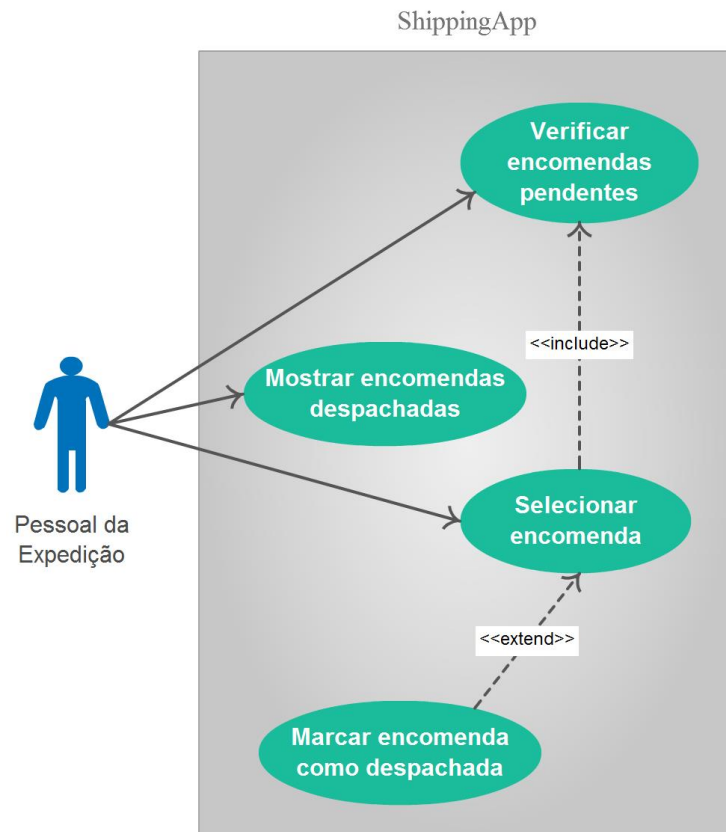 ShippingApp
Verificar
encomendas
pendentes
<<include>>
Mostrar encomendas
despachadas
Selecionar
encomenda
Pessoal da
Expedição
<<extend>>
Marcar encomenda
como despachada